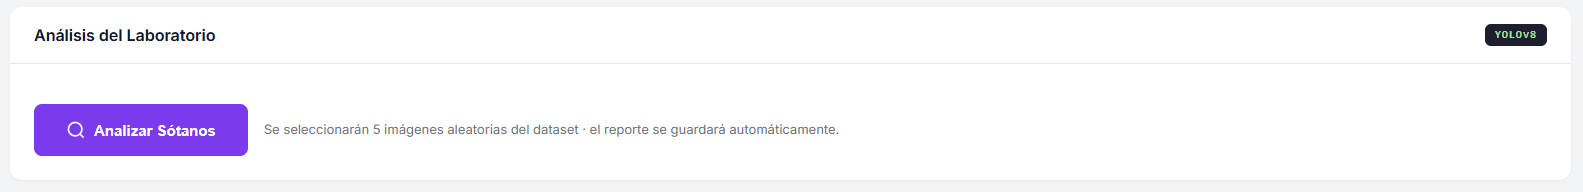 Análisis del Laboratorio
YOLOv8
Analizar Sótanos
Se seleccionarán 5 imágenes aleatorias del dataset · el reporte se guardará automáticamente.